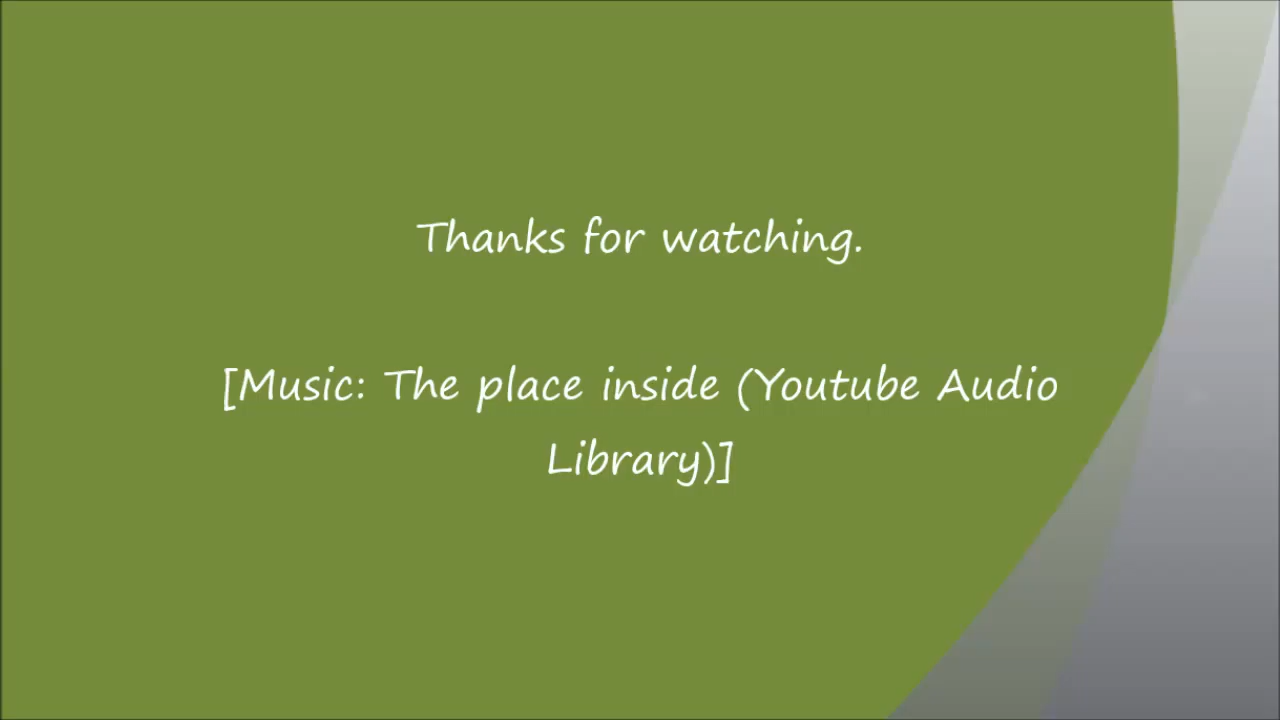 Thanks for watching.
[Music: The place inside (Youtube Audio
Library)]